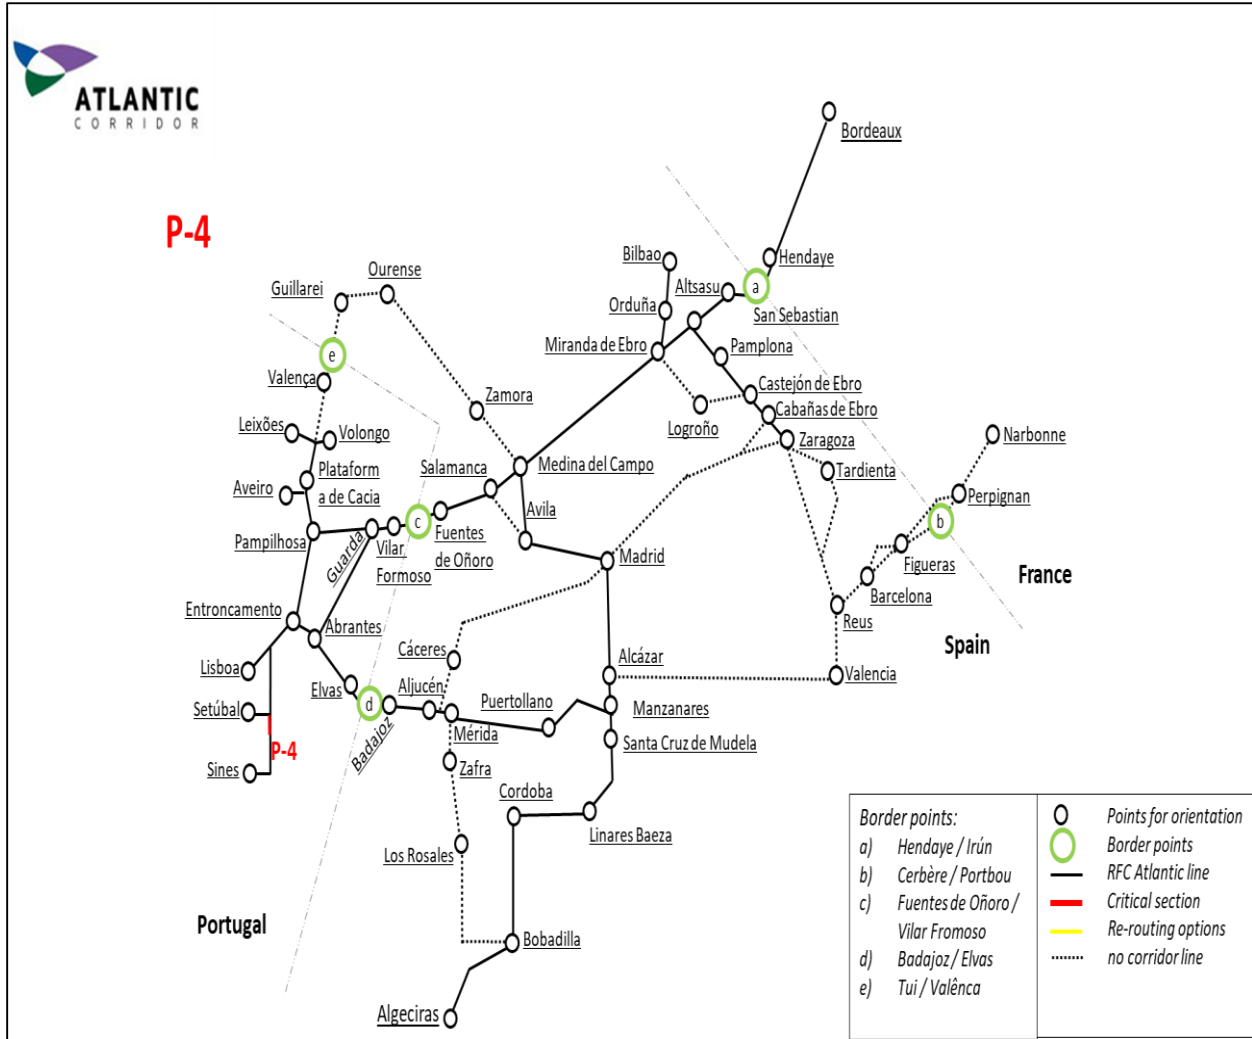 ATLANTIC
CORRIDOR
Bordeaux
P-4
Bilbao
Hendaye
Ourense
Guillarei
Altsasu
Orduña
San Sebastian
e
a
Miranda de Ebro
Pamplona
Valença
Castejón de Ebro
Zamora
Cabañas de Ebro
Leixões
Volongo
Logroño
Zaragoza
Narbonne
Salamanca
Medina del Campo
Tardienta
Plataform
a de Cacia
Aveiro
Perpignan
Avila
c
b
Pampilhosa
Guarda
Vilar
Formoso
Fuentes
de Oñoro
Madrid
Figueras
France
Barcelona
Entroncamento
Abrantes
Reus
Spain
Cáceres
Alcázar
Lisboa
Valencia
Elvas
Aljucén
Puertollano
Setúbal
d
Manzanares
Badajoz
Mérida
Santa Cruz de Mudela
P-4
Sines
Zafra
Cordoba
Linares Baeza
Los Rosales
Portugal
Bobadilla
Algeciras
Border points:
a) Hendaye / Irún
b) Cerbère / Portbou
c) Fuentes de Oñoro /
Vilar Fromoso
d) Badajoz / Elvas
e) Tui / Valênca
Points for orientation
Border points
RFC Atlantic line
Critical section
Re-routing options
no corridor line